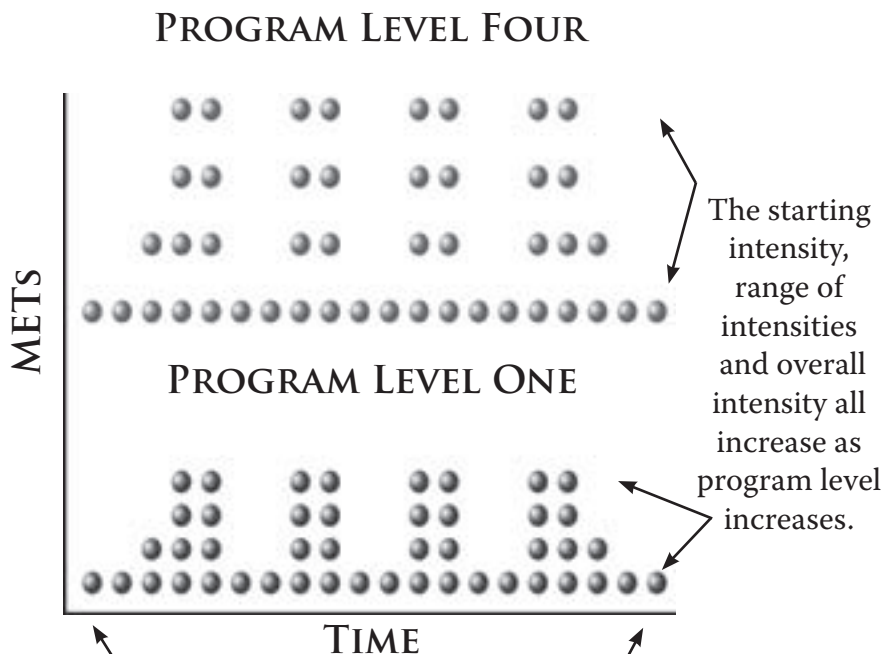 PROGRAM LEVEL FOUR
METS
The starting
intensity,
range of
intensities
and overall
intensity all
increase as
program level
increases.
PROGRAM LEVEL ONE
TIME